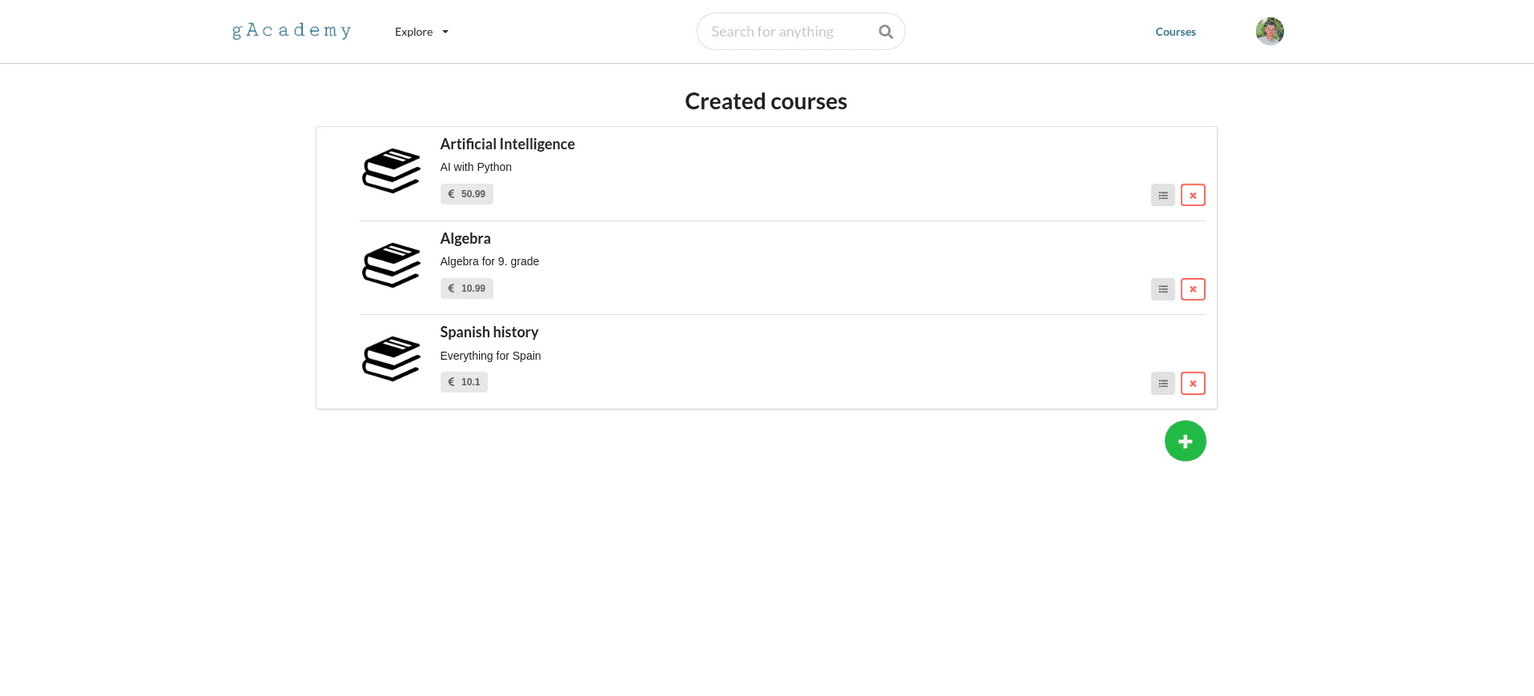 gAcademy
Explore
Search for anything
Courses
Created courses
Artificial Intelligence
AI with Python
€ 50.99
Algebra
Algebra for 9. grade
€ 10.99
Spanish history
Everything for Spain
€ 10.1